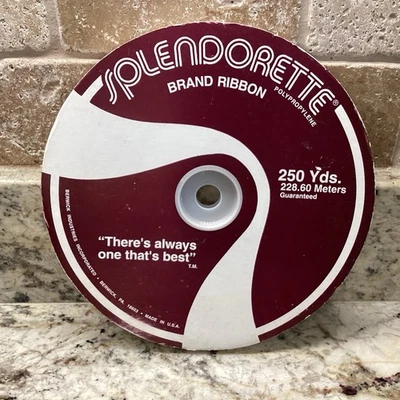 SPLENDORETTE®
BRAND RIBBON
POLYPROPYLENE
250 Yds.
228.60 Meters
Guaranteed
"There's always
one that's best"
T.M.
BERWICK INDUSTRIES INCORPORATED • BERWICK, PA. 18603 • MADE IN U.S.A.